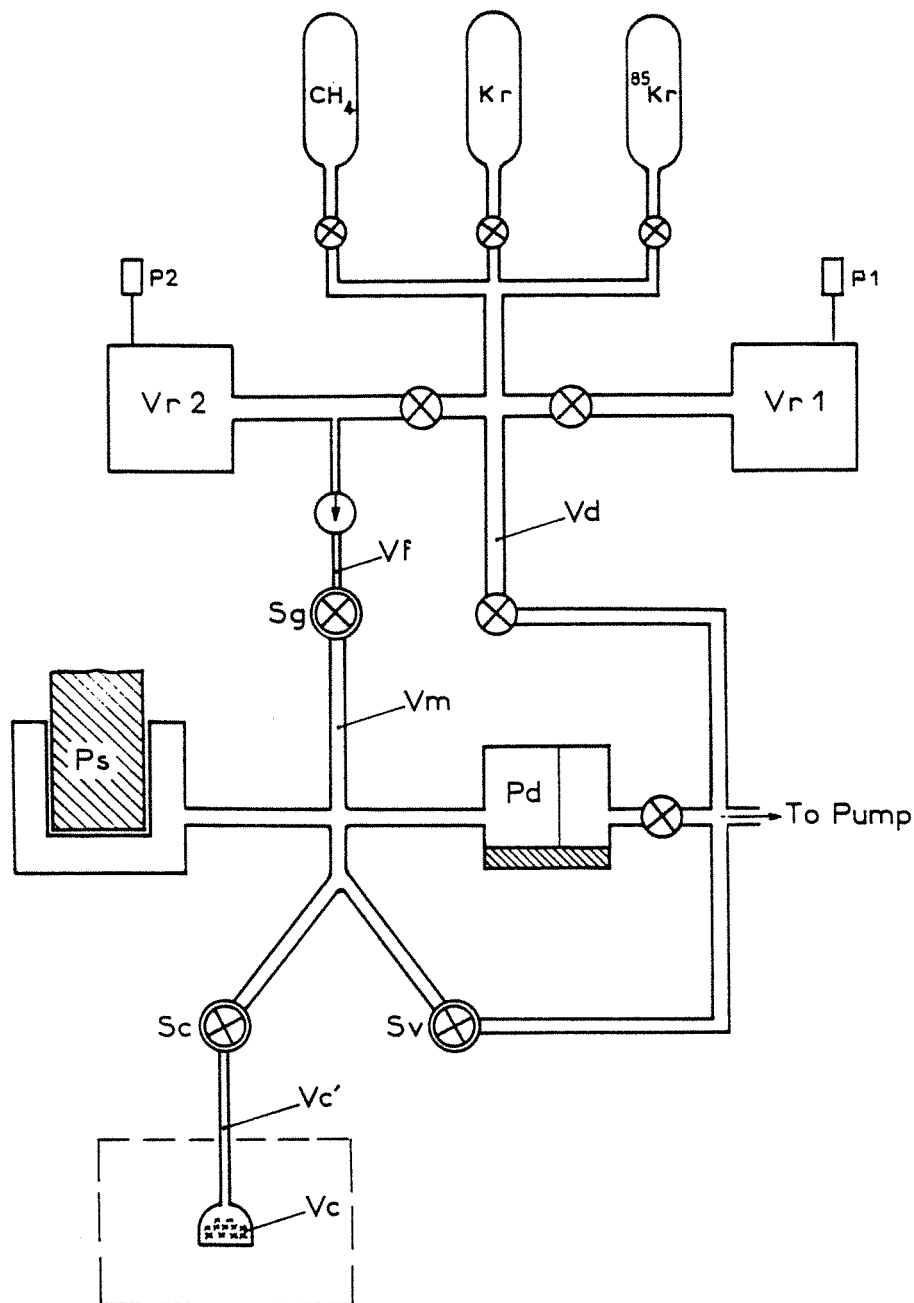 CH₄
Kr
⁸⁵Kr
P2
P1
Vr 2
Vr 1
Vd
Vf
Sg
Vm
Ps
Pd
To Pump
Sc
Sv
Vc'
Vc